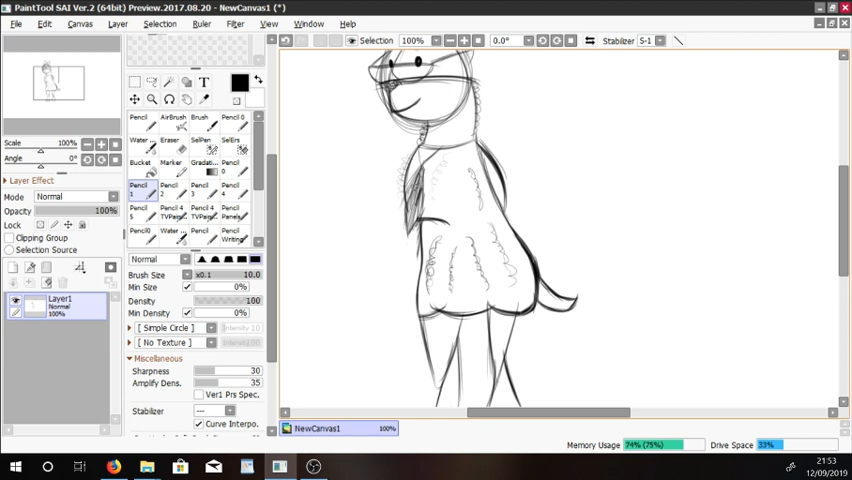 PaintTool SAI Ver.2 (64bit) Preview.2017.08.20 - NewCanvas1 (*)
File Edit Canvas Layer Selection Ruler Filter View Window Help
Selection 100% 0.0° Stabilizer S-1
Scale 100%
Angle 0°
Layer Effect
Mode Normal
Opacity 100%
Lock
Clipping Group
Selection Source
Layer1
Normal
100%
T
Pencil AirBrush Brush Pencil 0
Water ... Eraser SelPen SelErs
Bucket Marker Gradati... Pencil 0
Pencil 1 Pencil 2 Pencil 3 Pencil 4
Pencil 5 Pencil 4 TVPain... Pencil 4 TVPain... Pencil Panels
Pencil0 Water ... Pencil Pencil Writing
Normal
Brush Size x0.1 10.0
Min Size 0%
Density 100
Min Density 0%
[ Simple Circle ] Intensity 10
[ No Texture ] Intensity 100
Miscellaneous
Sharpness 30
Amplify Dens. 35
Ver1 Prs Spec.
Stabilizer ---
Curve Interpo.
NewCanvas1 100%
Memory Usage 74% (75%) Drive Space 33%
21:53
12/09/2019